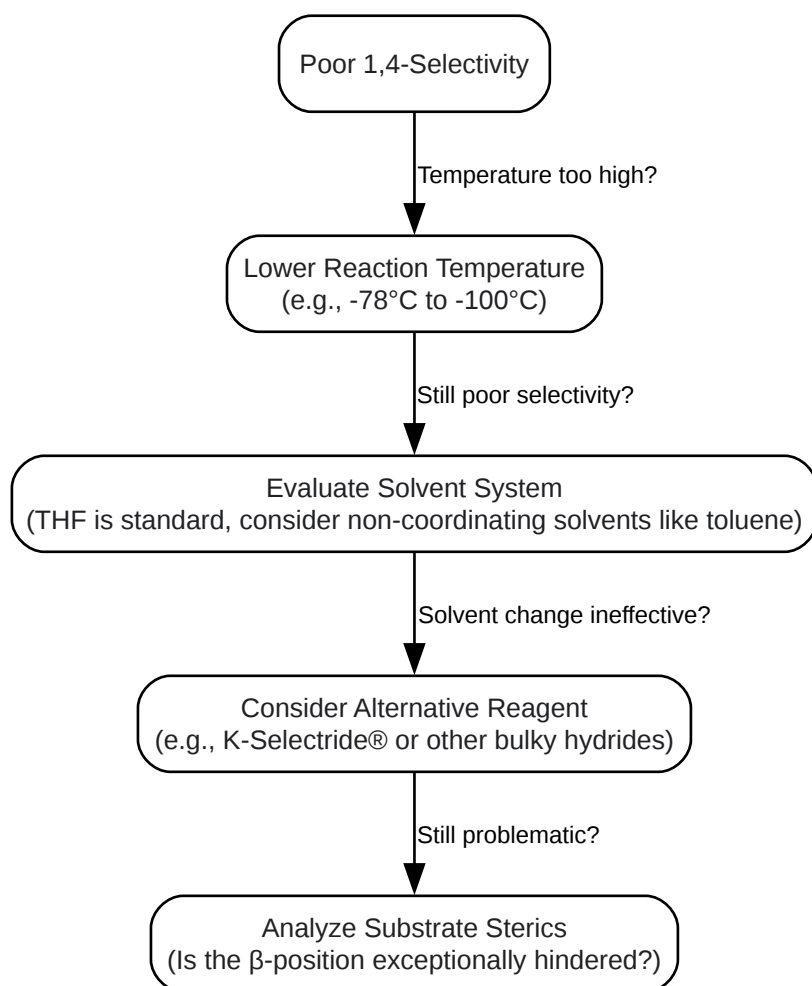 Poor 1,4-Selectivity
Temperature too high?
Lower Reaction Temperature
(e.g., -78°C to -100°C)
Still poor selectivity?
Evaluate Solvent System
(THF is standard, consider non-coordinating solvents like toluene)
Solvent change ineffective?
Consider Alternative Reagent
(e.g., K-Selectride® or other bulky hydrides)
Still problematic?
Analyze Substrate Sterics
(Is the β-position exceptionally hindered?)